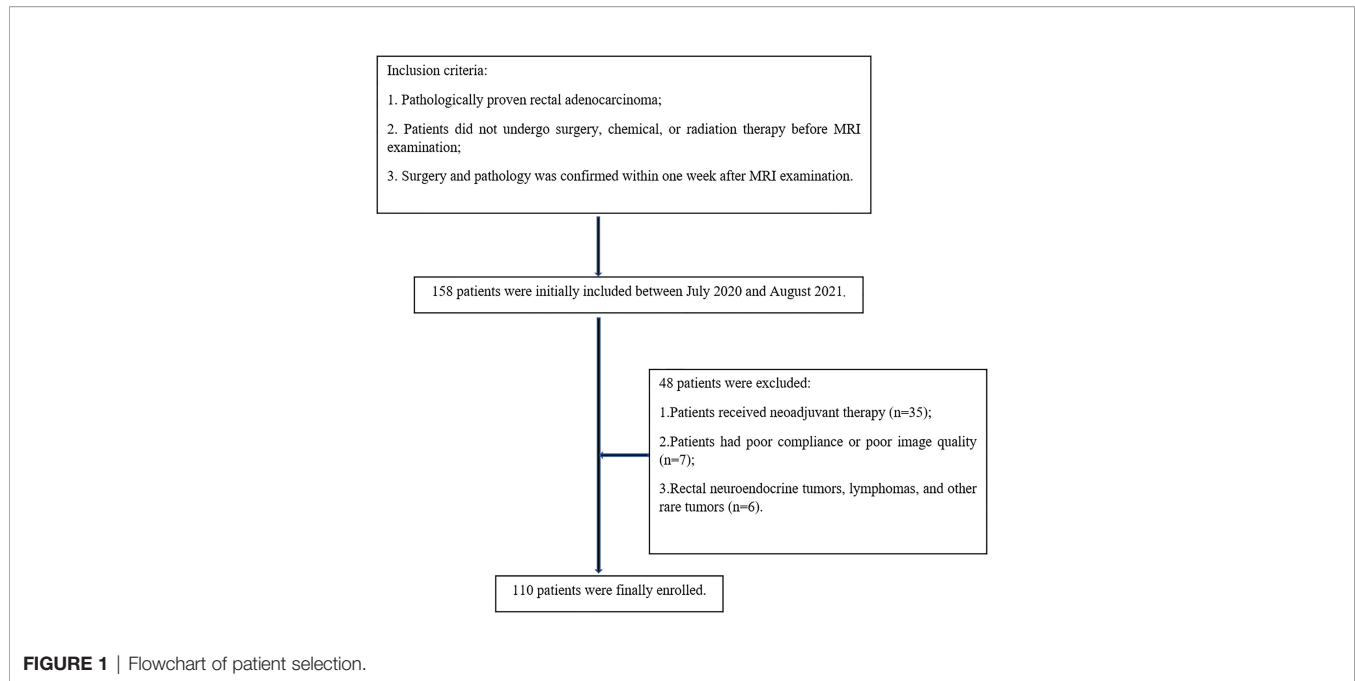 Inclusion criteria:
1. Pathologically proven rectal adenocarcinoma;
2. Patients did not undergo surgery, chemical, or radiation therapy before MRI
examination;
3. Surgery and pathology was confirmed within one week after MRI examination.
158 patients were initially included between July 2020 and August 2021.
48 patients were excluded:
1.Patients received neoadjuvant therapy (n=35);
2.Patients had poor compliance or poor image quality
(n=7);
3.Rectal neuroendocrine tumors, lymphomas, and other
rare tumors (n=6).
110 patients were finally enrolled.
FIGURE 1 | Flowchart of patient selection.